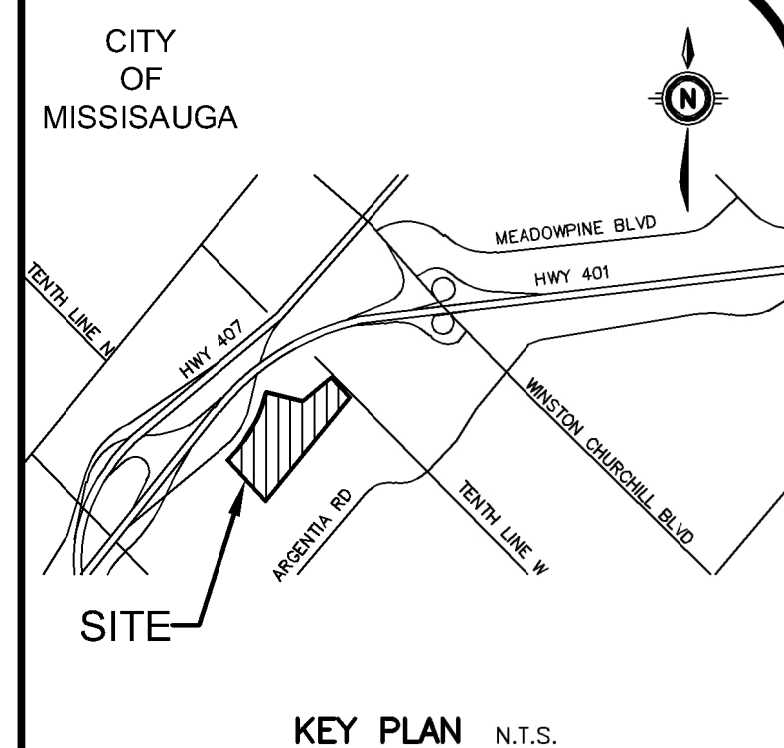 CITY
OF
MISSISAUGA
N
MEADOWPINE BLVD
HWY 401
TENTH LINE N
HWY 407
WINSTON CHURCHILL BLVD
ARGENTIA RD
TENTH LINE W
SITE
KEY PLAN N.T.S.